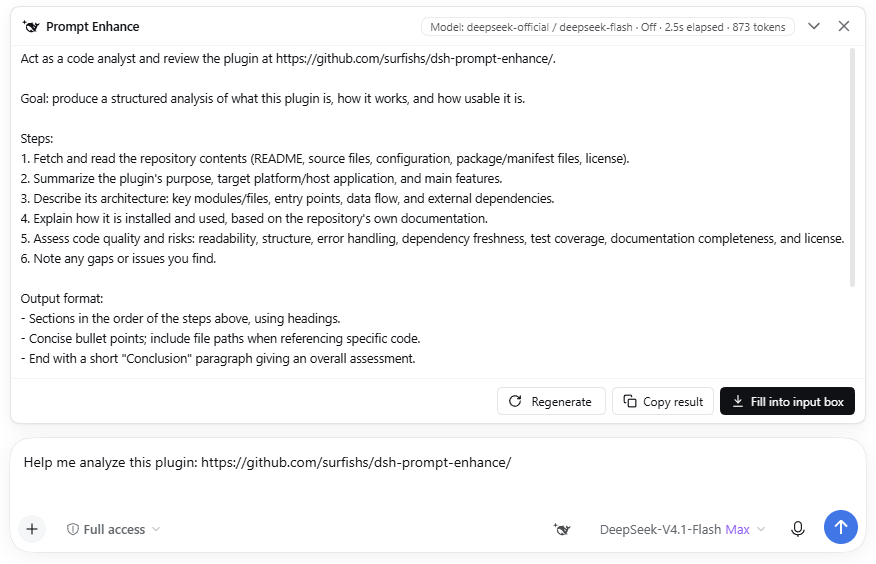 Prompt Enhance
Model: deepseek-official / deepseek-flash · Off · 2.5s elapsed · 873 tokens
Act as a code analyst and review the plugin at https://github.com/surfishs/dsh-prompt-enhance/.
Goal: produce a structured analysis of what this plugin is, how it works, and how usable it is.
Steps:
1. Fetch and read the repository contents (README, source files, configuration, package/manifest files, license).
2. Summarize the plugin's purpose, target platform/host application, and main features.
3. Describe its architecture: key modules/files, entry points, data flow, and external dependencies.
4. Explain how it is installed and used, based on the repository's own documentation.
5. Assess code quality and risks: readability, structure, error handling, dependency freshness, test coverage, documentation completeness, and license.
6. Note any gaps or issues you find.
Output format:
- Sections in the order of the steps above, using headings.
- Concise bullet points; include file paths when referencing specific code.
- End with a short "Conclusion" paragraph giving an overall assessment.
Regenerate
Copy result
Fill into input box
Help me analyze this plugin: https://github.com/surfishs/dsh-prompt-enhance/
Full access
DeepSeek-V4.1-Flash Max